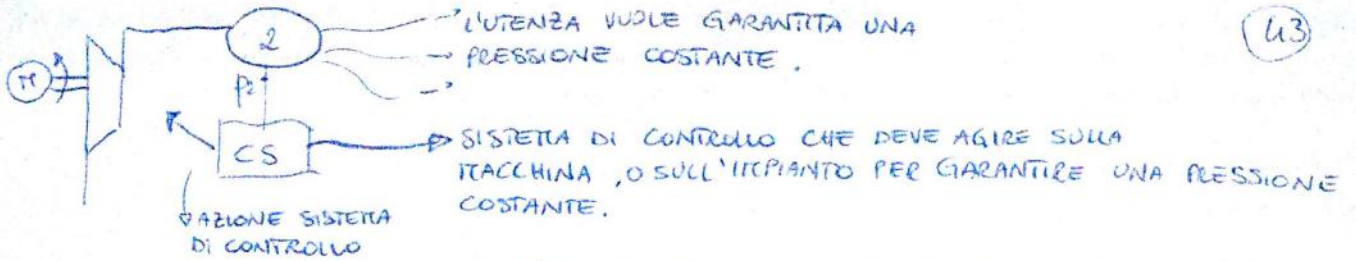 L'UTENZA VUOLE GARANTITA UNA
PRESSIONE COSTANTE.
43
M
2
P2
CS
SISTEMA DI CONTROLLO CHE DEVE AGIRE SULLA
MACCHINA, O SULL'IMPIANTO PER GARANTIRE UNA PRESSIONE
COSTANTE.
AZIONE SISTEMA
DI CONTROLLO